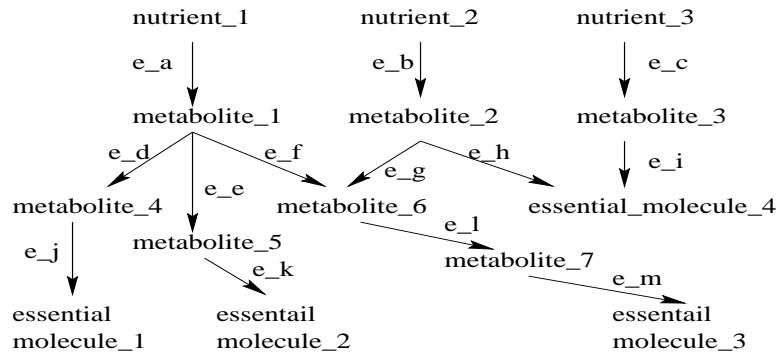 nutrient_1 nutrient_2 nutrient_3
e_a e_b e_c
metabolite_1 metabolite_2 metabolite_3
e_d e_e e_f e_g e_h e_i
metabolite_4 metabolite_6 essential_molecule_4
e_j metabolite_5 e_l
e_k metabolite_7 e_m
essential essentail essentail
molecule_1 molecule_2 molecule_3